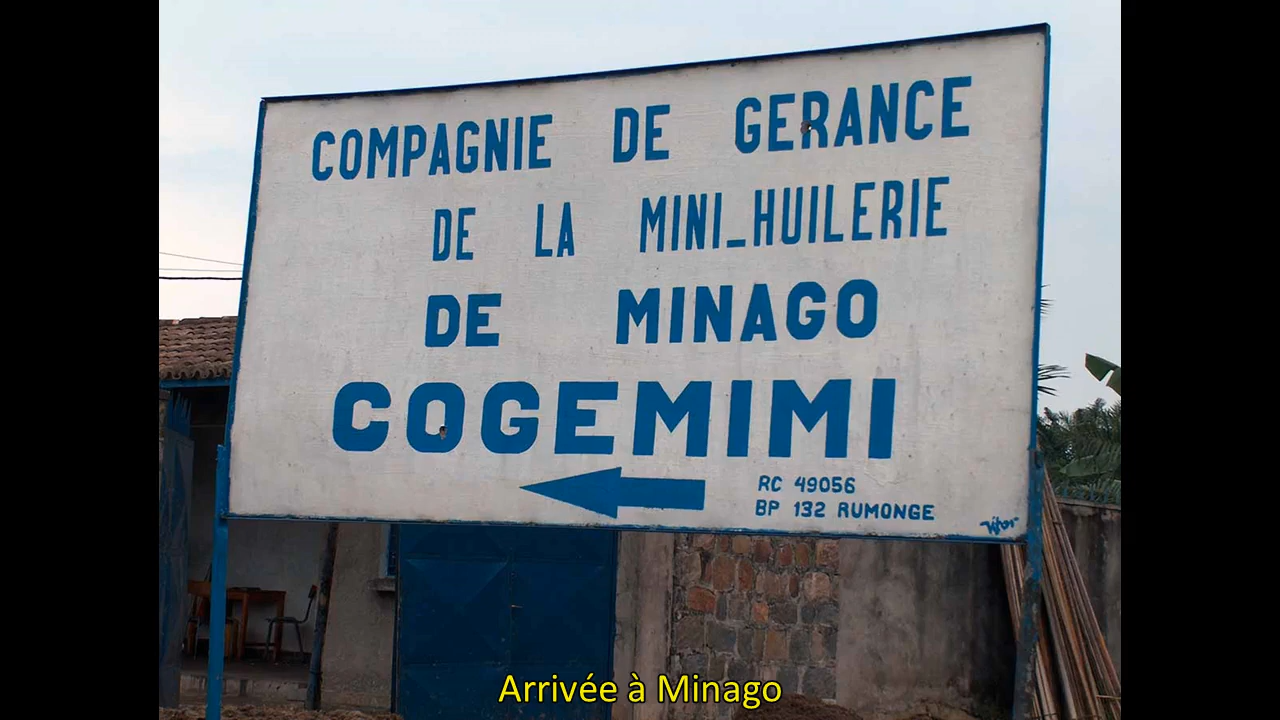 COMPAGNIE DE GERANCE
DE LA MINI_HUILERIE
DE MINAGO
COGEMIMI
RC 49056
BP 132 RUMONGE
Arrivée à Minago